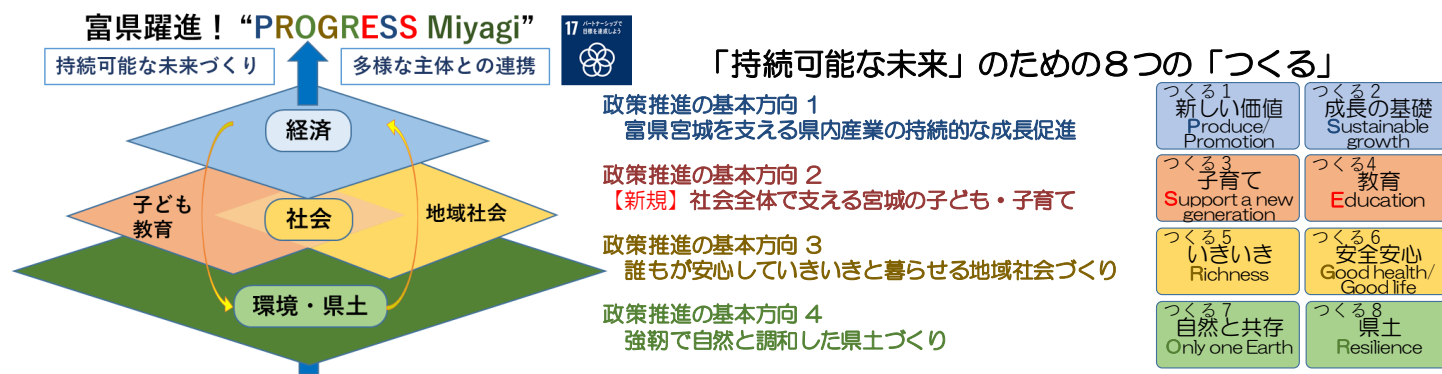 富県躍進！ “PROGRESS Miyagi”
持続可能な未来づくり
多様な主体との連携
17 パートナーシップで
目標を達成しよう
経済
子ども
教育
社会
地域社会
環境・県土
「持続可能な未来」のための８つの「つくる」
政策推進の基本方向 1
富県宮城を支える県内産業の持続的な成長促進
政策推進の基本方向 2
【新規】社会全体で支える宮城の子ども・子育て
政策推進の基本方向 3
誰もが安心していきいきと暮らせる地域社会づくり
政策推進の基本方向 4
強靭で自然と調和した県土づくり
つくる 1
新しい価値
Produce/
Promotion
つくる 2
成長の基礎
Sustainable
growth
つくる 3
子育て
Support a new
generation
つくる4
教育
Education
つくる 5
いきいき
Richness
つくる 6
安全安心
Good health/
Good life
つくる 7
自然と共存
Only one Earth
つくる 8
県土
Resilience